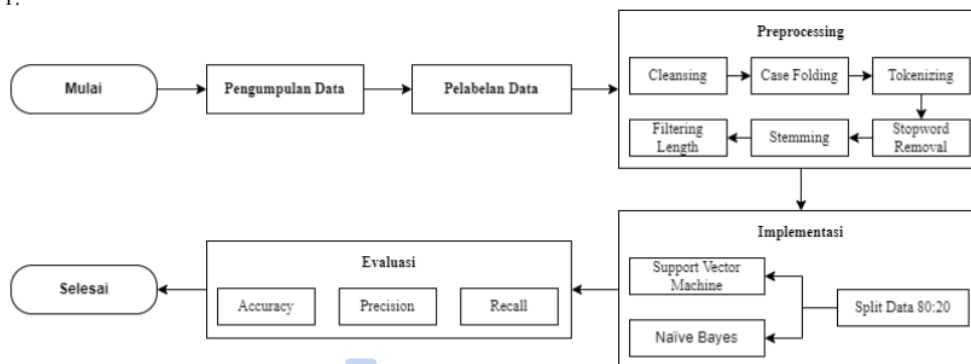 1.
Mulai
Pengumpulan Data
Pelabelan Data
Preprocessing
Cleansing
Case Folding
Tokenizing
Stopword
Removal
Stemming
Filtering
Length
Implementasi
Split Data 80:20
Support Vector
Machine
Naïve Bayes
Evaluasi
Accuracy
Precision
Recall
Selesai